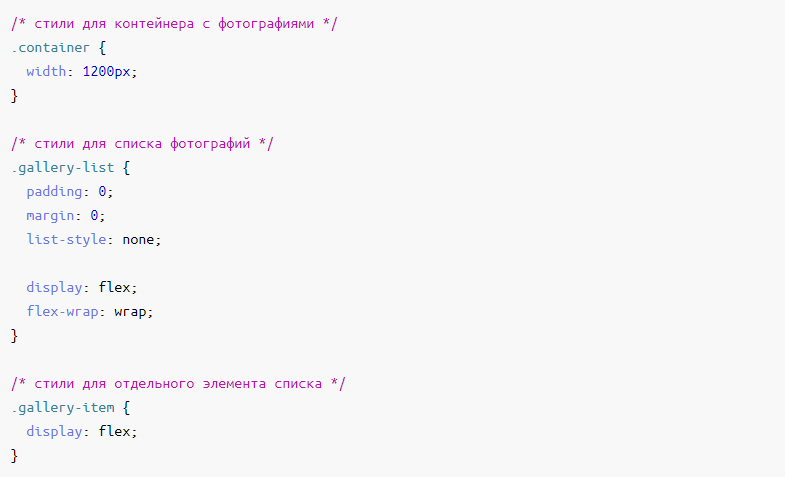 /* стили для контейнера с фотографиями */
.container {
  width: 1200px;
}

/* стили для списка фотографий */
.gallery-list {
  padding: 0;
  margin: 0;
  list-style: none;

  display: flex;
  flex-wrap: wrap;
}

/* стили для отдельного элемента списка */
.gallery-item {
  display: flex;
}